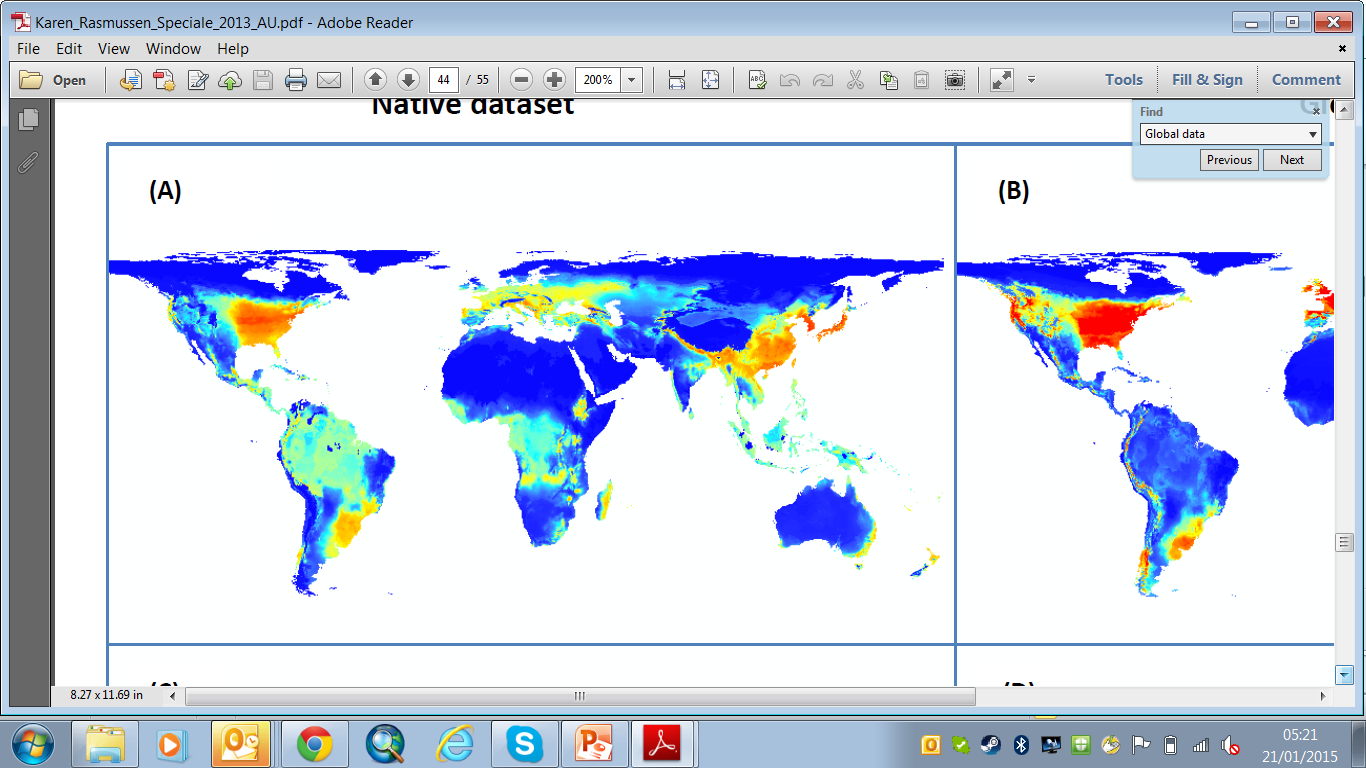 Karen_Rasmussen_Speciale_2013_AU.pdf - Adobe Reader
File Edit View Window Help
Open 44 / 55 200% Tools Fill & Sign Comment
Native dataset
Find
Global data
Previous Next
(A) (B)
8.27 x 11.69 in
05:21
21/01/2015